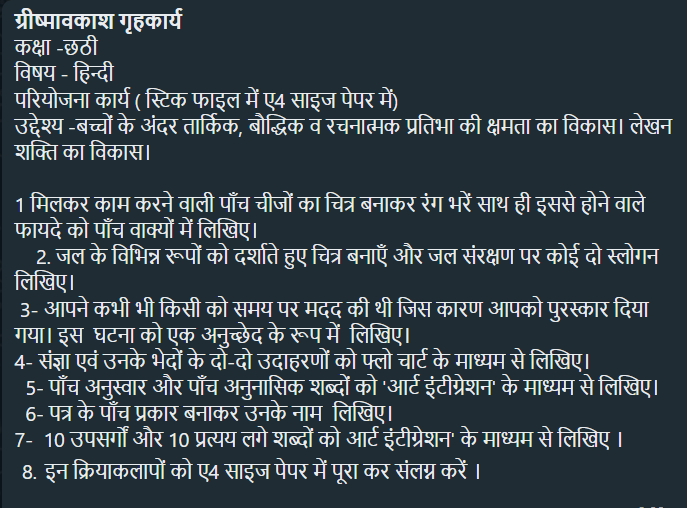 ग्रीष्मावकाश गृहकार्य
कक्षा -छठी
विषय - हिन्दी
परियोजना कार्य ( स्टिक फाइल में ए4 साइज पेपर में)
उद्देश्य -बच्चों के अंदर तार्किक, बौद्धिक व रचनात्मक प्रतिभा की क्षमता का विकास। लेखन
शक्ति का विकास।
1 मिलकर काम करने वाली पाँच चीजों का चित्र बनाकर रंग भरें साथ ही इससे होने वाले
फायदे को पाँच वाक्यों में लिखिए।
2. जल के विभिन्न रूपों को दर्शाते हुए चित्र बनाएँ और जल संरक्षण पर कोई दो स्लोगन
लिखिए।
3- आपने कभी भी किसी को समय पर मदद की थी जिस कारण आपको पुरस्कार दिया
गया। इस घटना को एक अनुच्छेद के रूप में लिखिए।
4- संज्ञा एवं उनके भेदों के दो-दो उदाहरणों को फ्लो चार्ट के माध्यम से लिखिए।
5- पाँच अनुस्वार और पाँच अनुनासिक शब्दों को 'आर्ट इंटीग्रेशन' के माध्यम से लिखिए।
6- पत्र के पाँच प्रकार बनाकर उनके नाम लिखिए।
7- 10 उपसर्गों और 10 प्रत्यय लगे शब्दों को आर्ट इंटीग्रेशन' के माध्यम से लिखिए ।
8. इन क्रियाकलापों को ए4 साइज पेपर में पूरा कर संलग्न करें ।